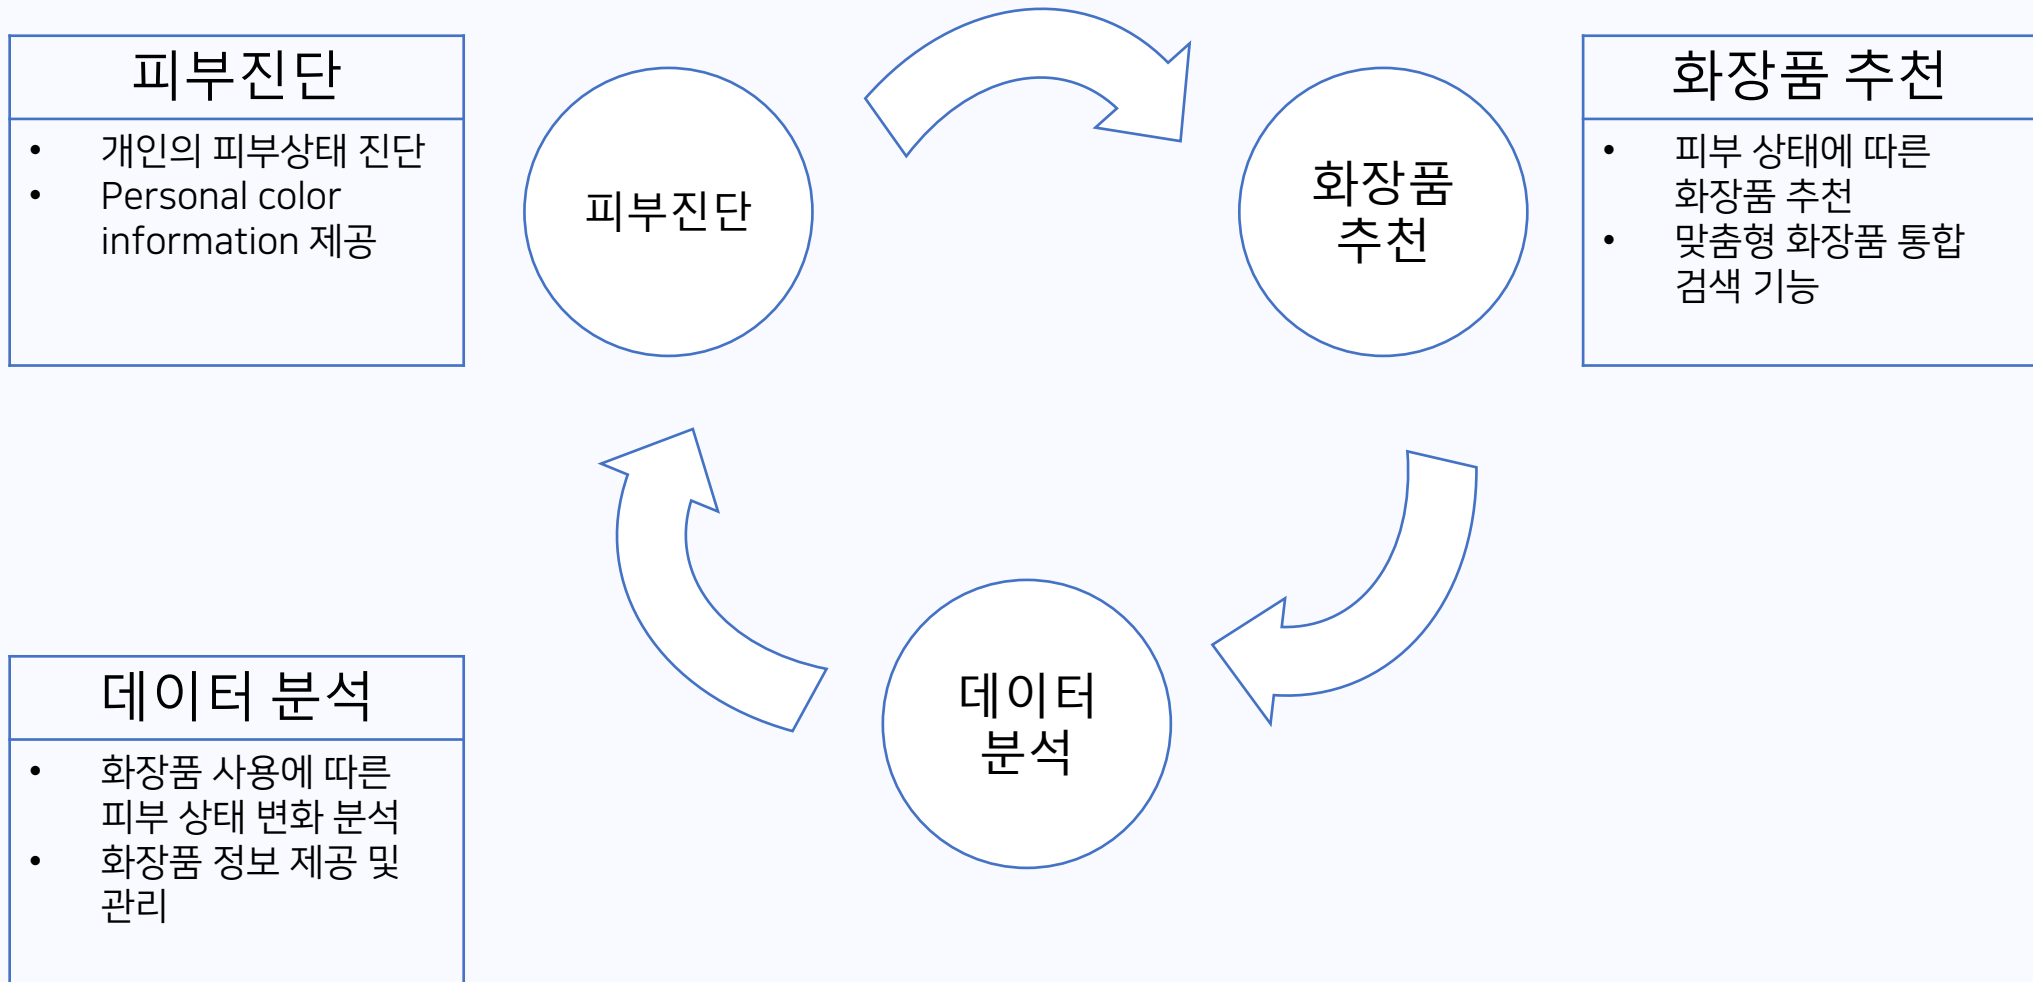 피부진단
• 개인의 피부상태 진단
• Personal color
information 제공
피부진단
화장품
추천
화장품 추천
• 피부 상태에 따른
화장품 추천
• 맞춤형 화장품 통합
검색 기능
데이터 분석
• 화장품 사용에 따른
피부 상태 변화 분석
• 화장품 정보 제공 및
관리
데이터
분석